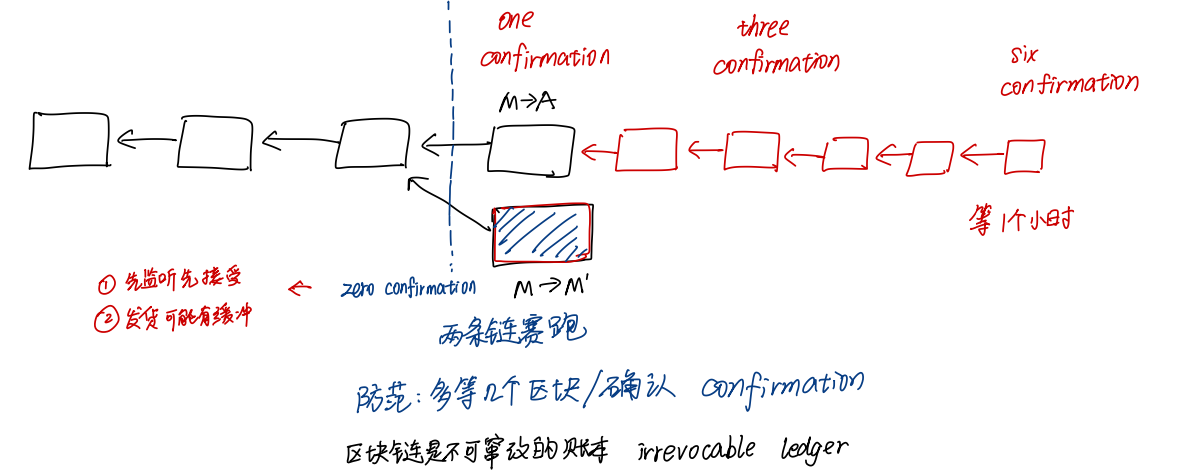 one
confirmation
three
confirmation
six
confirmation
M→A
等1个小时
M→M'
① 先监听先接受
② 发货可能有缓冲
← zero confirmation
两条链赛跑
防范:多等几个区块/确认 confirmation
区块链是不可窜改的账本 irrevocable ledger